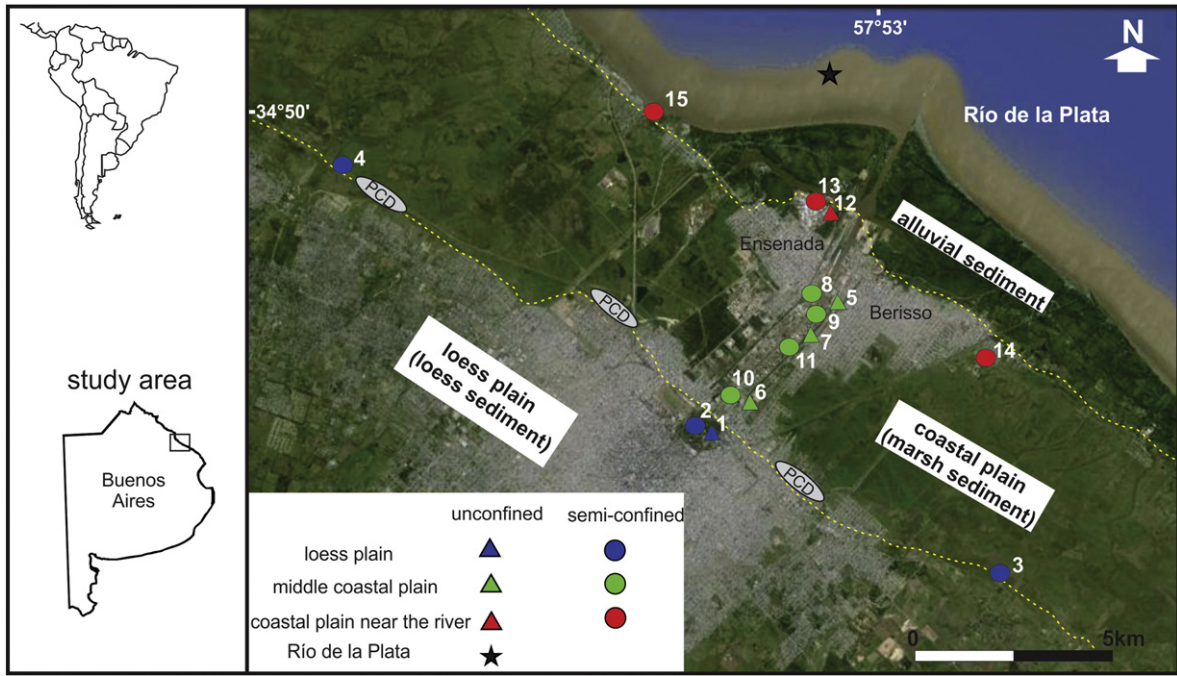 57°53'
N
34°50'
15
Río de la Plata
4
PCD
13
12
alluvial sediment
Ensenada
8
5
PCD
9
Berisso
7
14
11
loess plain
(loess sediment)
study area
10
6
2
1
coastal plain
(marsh sediment)
PCD
Buenos
Aires
3
unconfined semi-confined
loess plain
middle coastal plain
coastal plain near the river
Río de la Plata
0 5km